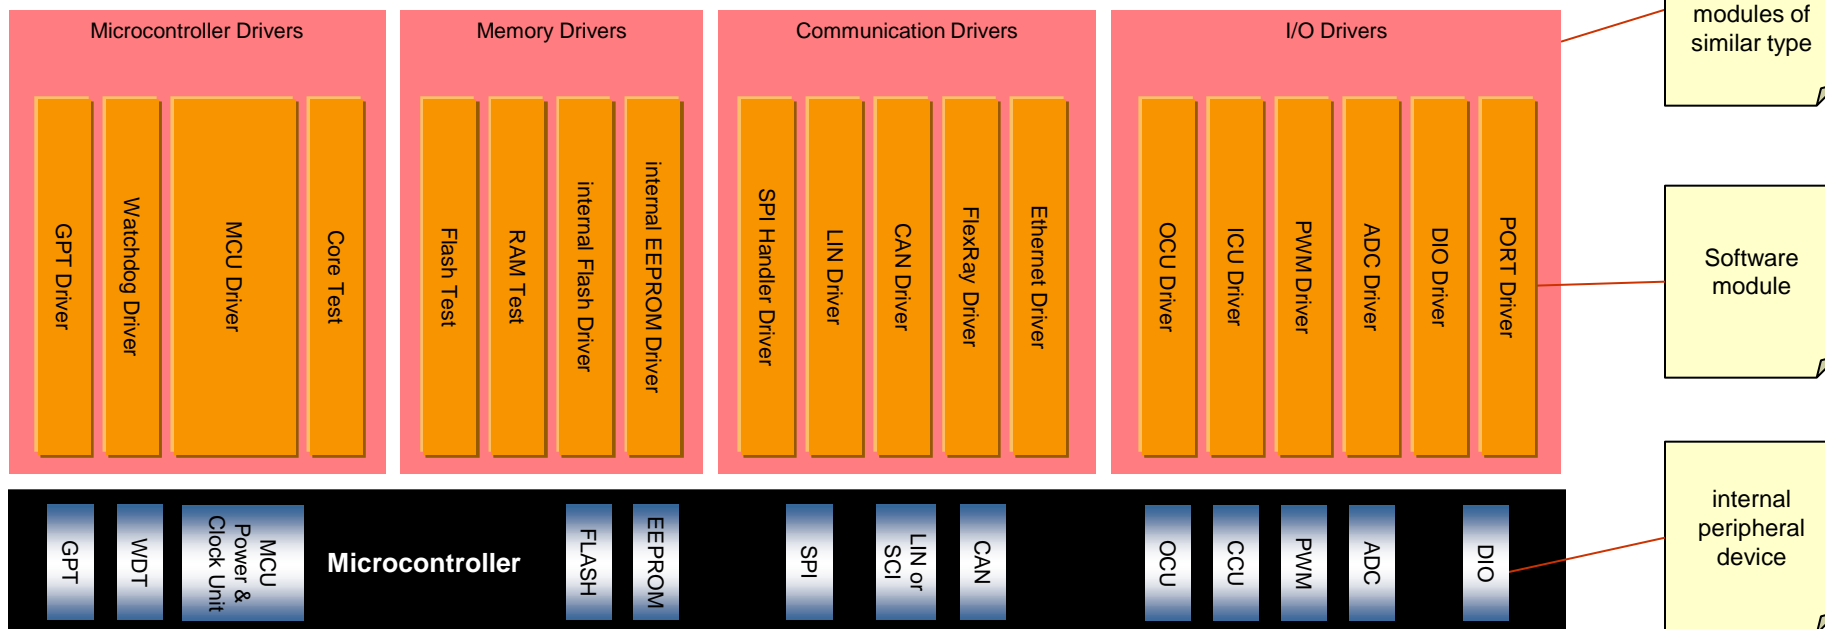 Microcontroller Drivers
Memory Drivers
Communication Drivers
I/O Drivers
modules of
similar type
GPT Driver
Watchdog Driver
MCU Driver
Core Test
Flash Test
RAM Test
internal Flash Driver
internal EEPROM Driver
SPI Handler Driver
LIN Driver
CAN Driver
FlexRay Driver
Ethernet Driver
OCU Driver
ICU Driver
PWM Driver
ADC Driver
DIO Driver
PORT Driver
Software
module
GPT
WDT
MCU
Power &
Clock Unit
Microcontroller
FLASH
EEPROM
SPI
LIN or
SCI
CAN
OCU
CCU
PWM
ADC
DIO
internal
peripheral
device